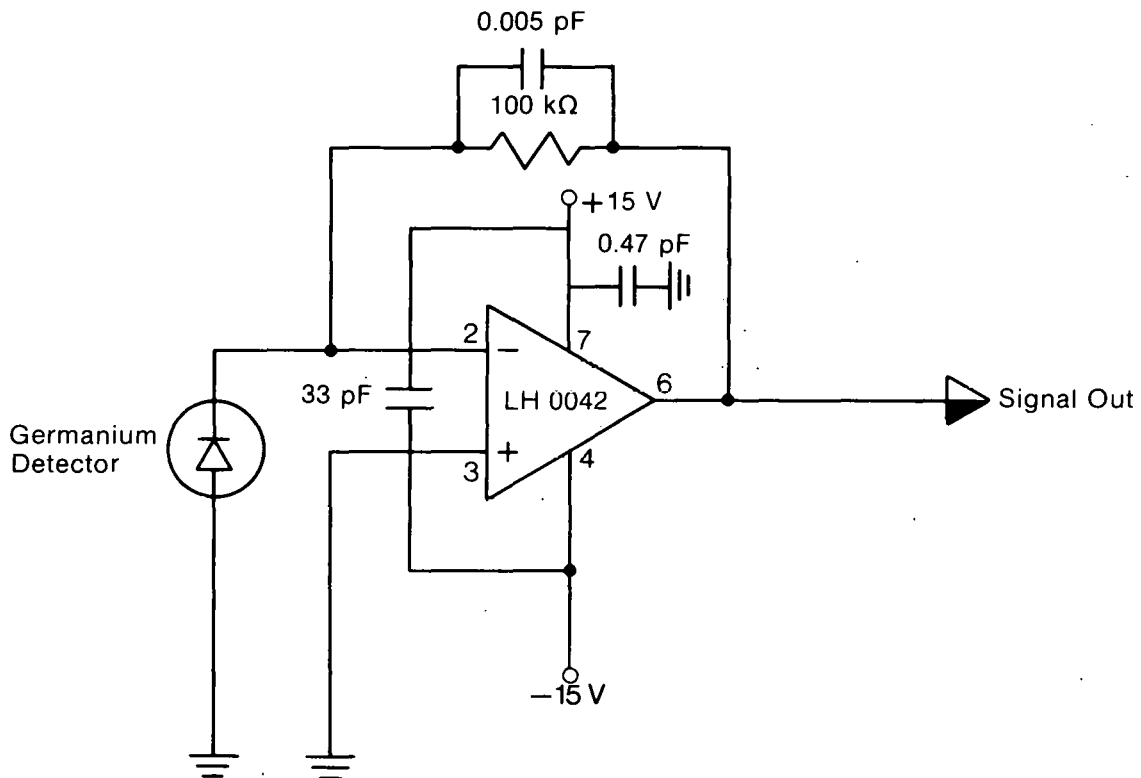 0.005 pF
100 kΩ
+15 V
0.47 pF
2
7
−
33 pF
LH 0042
6
Signal Out
Germanium
Detector
+
3
4
−15 V